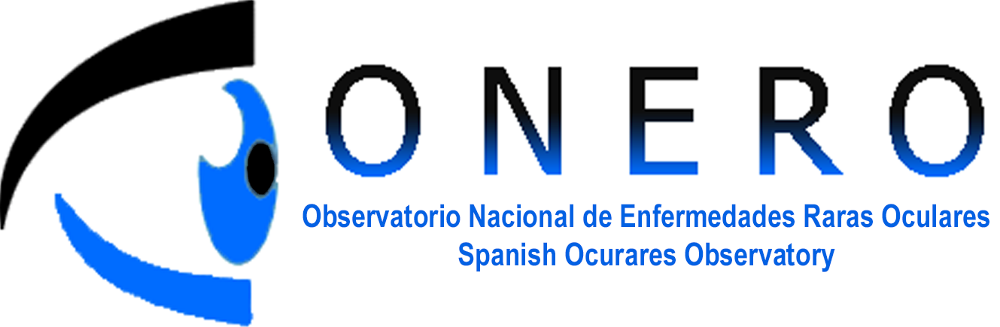 ONERO
Observatorio Nacional de Enfermedades Raras Oculares
Spanish Ocurares Observatory